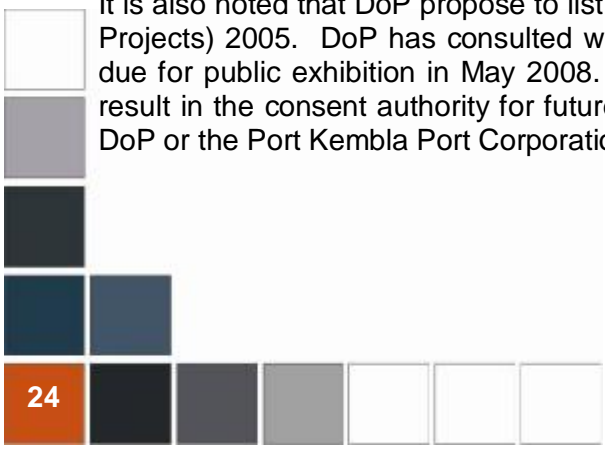 It is also noted that DoP propose to list
Projects) 2005. DoP has consulted w
due for public exhibition in May 2008.
result in the consent authority for future
DoP or the Port Kembla Port Corporatio
24